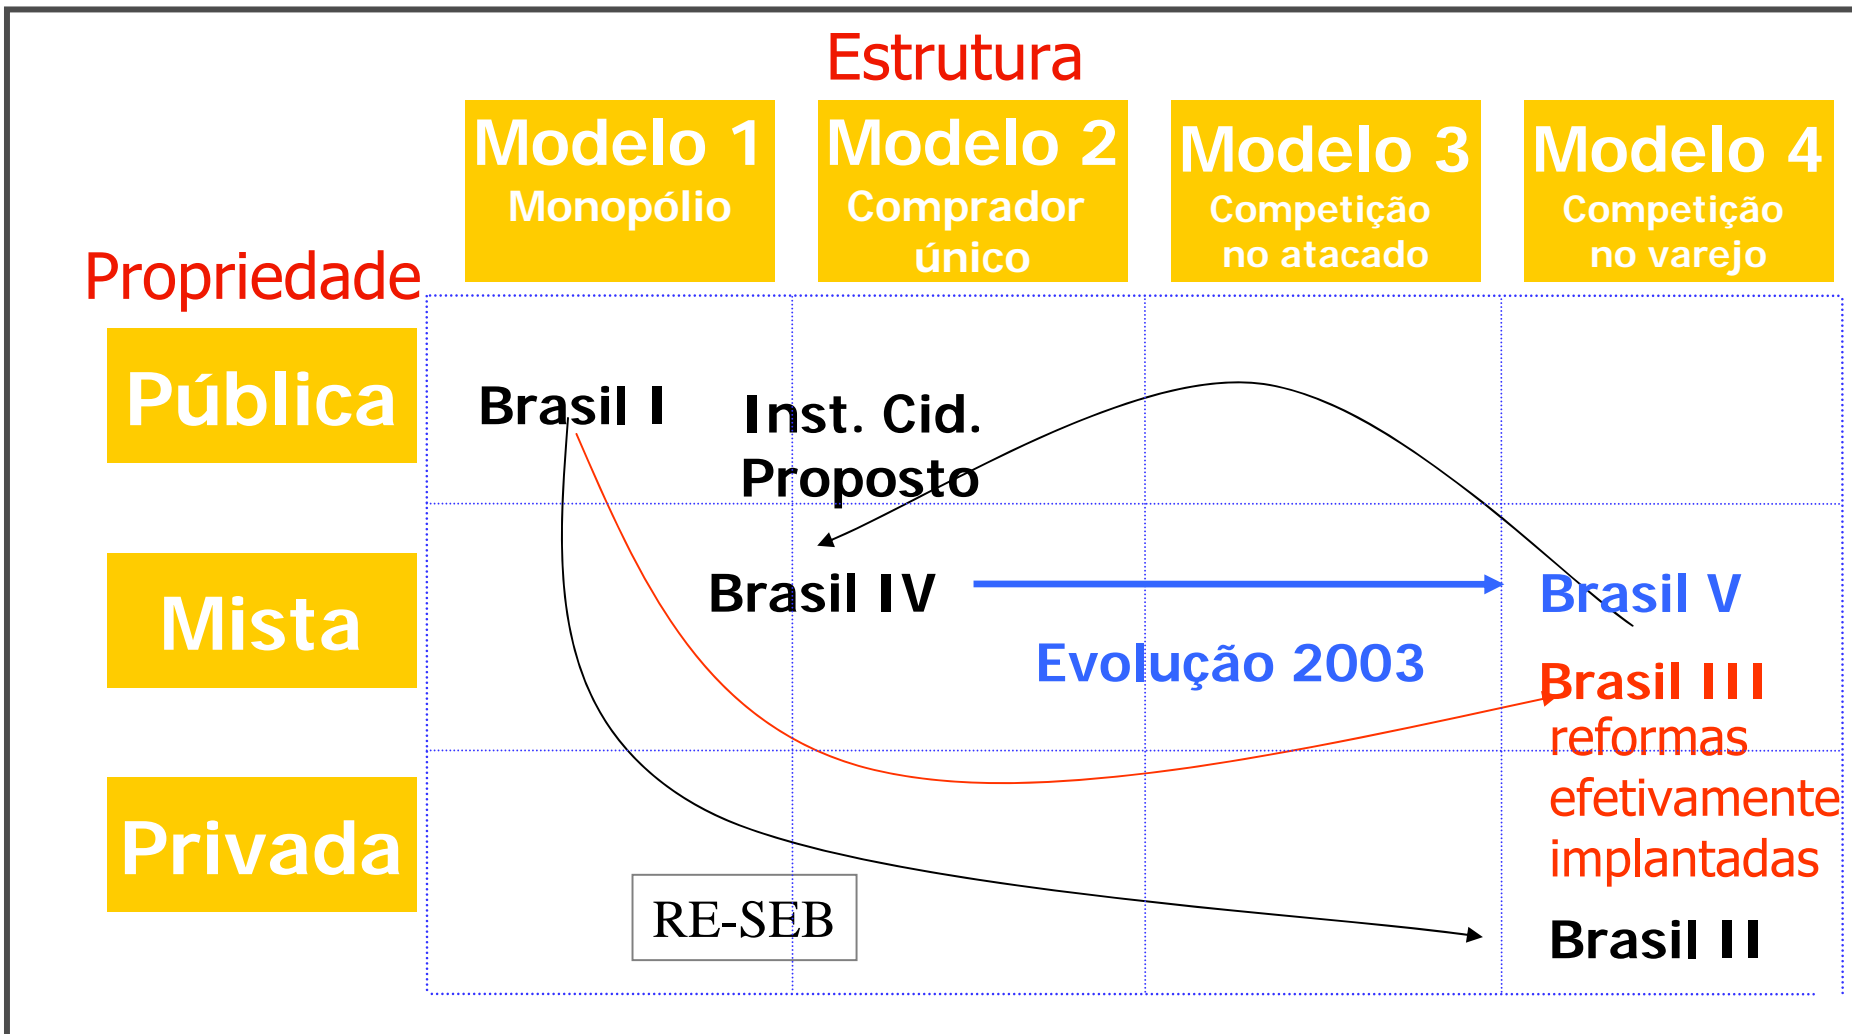 Estrutura
Modelo 1
Monopólio
Modelo 2
Comprador
único
Modelo 3
Competição
no atacado
Modelo 4
Competição
no varejo
Propriedade
Pública
Brasil I
Inst. Cid.
Proposto
Mista
Brasil IV
Brasil V
Evolução 2003
Brasil III
reformas
efetivamente
implantadas
Privada
RE-SEB
Brasil II